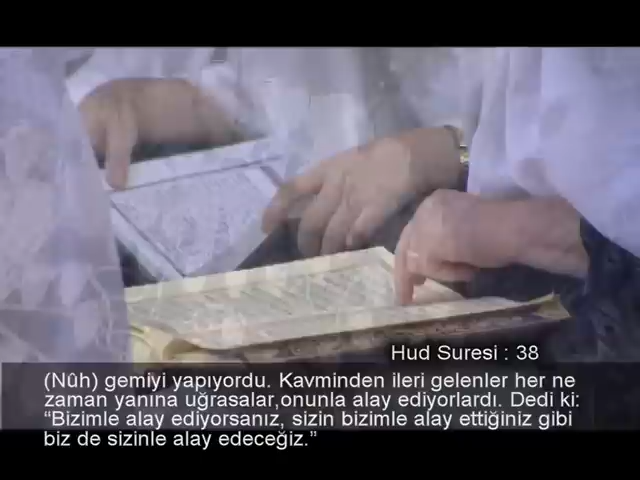 Hud Suresi : 38
(Nûh) gemiyi yapıyordu. Kavminden ileri gelenler her ne
zaman yanına uğrasalar,onunla alay ediyorlardı. Dedi ki:
“Bizimle alay ediyorsanız, sizin bizimle alay ettiğiniz gibi
biz de sizinle alay edeceğiz.”